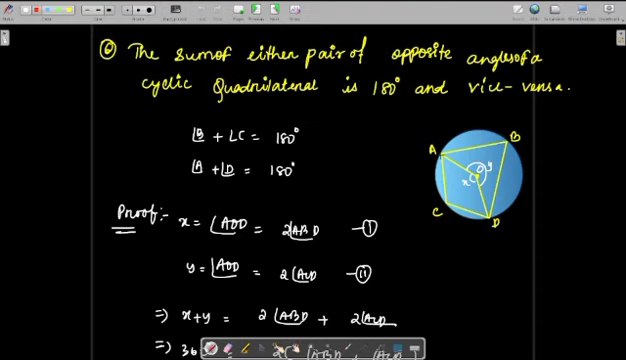 ⑥ The sum of either pair of opposite angles of a
cyclic Quadrilateral is 180° and vice-versa.
∠B + ∠C = 180°
∠A + ∠D = 180°
A
B
O
y
x
C
D
Proof:- x = ∠AOD = 2∠ABD —Ⓘ
y = ∠AOD = 2∠ACD —Ⓘⓘ
⇒ x+y = 2∠ABD + 2∠ACD
⇒ 36